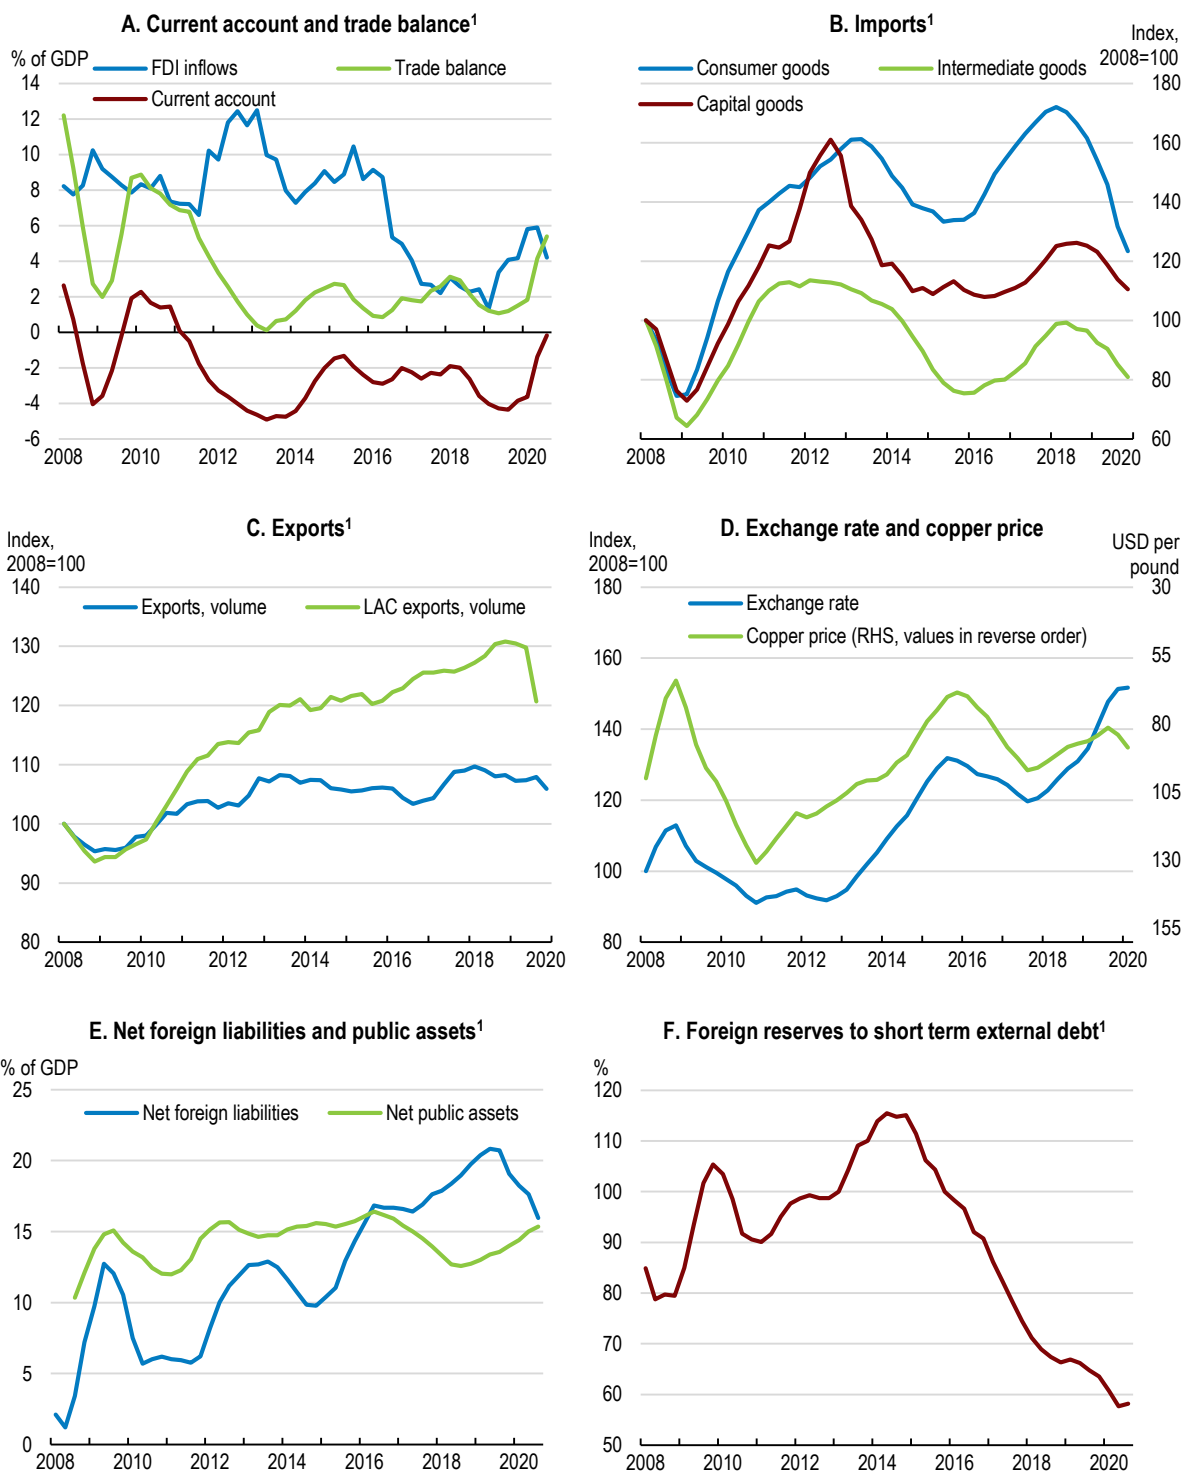 A. Current account and trade balance¹
% of GDP
FDI inflows
Trade balance
Current account
14
12
10
8
6
4
2
0
-2
-4
-6
2008 2010 2012 2014 2016 2018 2020
B. Imports¹
Index,
2008=100
Consumer goods
Intermediate goods
Capital goods
180
160
140
120
100
80
60
2008 2010 2012 2014 2016 2018 2020
C. Exports¹
Index,
2008=100
Exports, volume
LAC exports, volume
140
130
120
110
100
90
80
2008 2010 2012 2014 2016 2018 2020
D. Exchange rate and copper price
Index,
2008=100
USD per
pound
Exchange rate
Copper price (RHS, values in reverse order)
180
160
140
120
100
80
30
55
80
105
130
155
2008 2010 2012 2014 2016 2018 2020
E. Net foreign liabilities and public assets¹
% of GDP
Net foreign liabilities
Net public assets
25
20
15
10
5
0
2008 2010 2012 2014 2016 2018 2020
F. Foreign reserves to short term external debt¹
%
120
110
100
90
80
70
60
50
2008 2010 2012 2014 2016 2018 2020